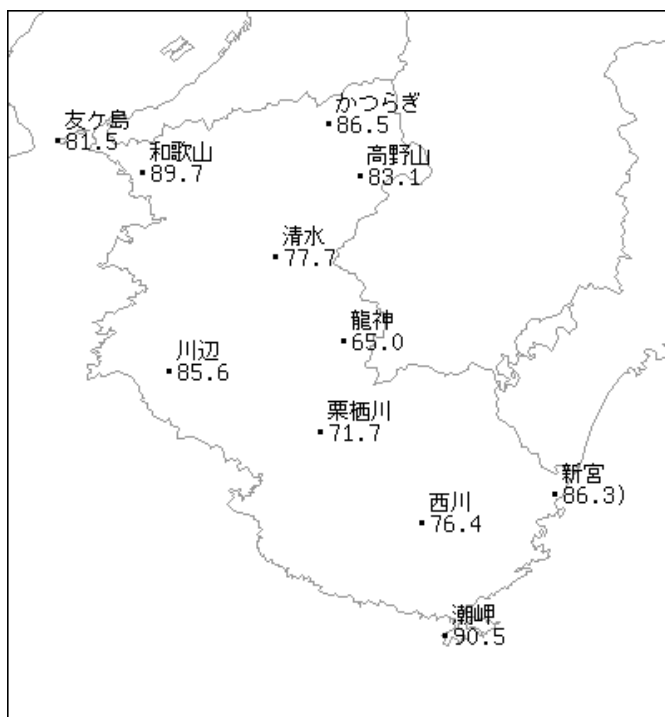 かつらぎ
86.5
友ケ島
81.5
和歌山
89.7
高野山
83.1
清水
77.7
龍神
65.0
川辺
85.6
栗栖川
71.7
新宮
86.3)
西川
76.4
潮岬
90.5